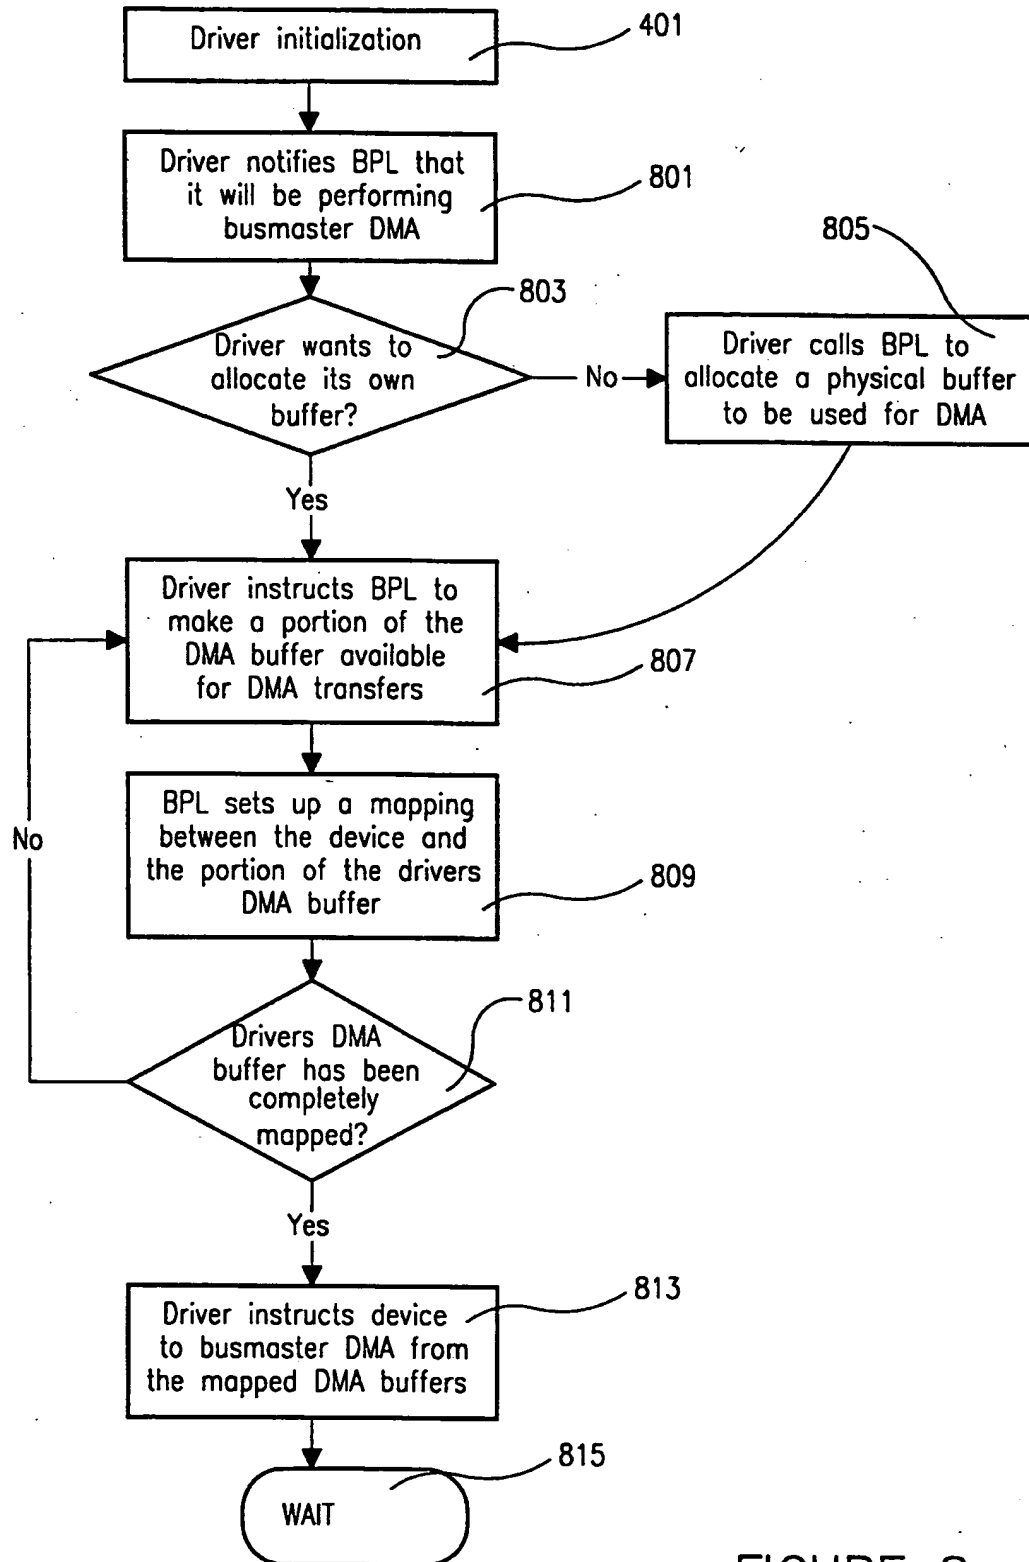 Driver initialization
401
Driver notifies BPL that
it will be performing
busmaster DMA
801
803
Driver wants to
allocate its own
buffer?
No
805
Driver calls BPL to
allocate a physical buffer
to be used for DMA
Yes
Driver instructs BPL to
make a portion of the
DMA buffer available
for DMA transfers
807
BPL sets up a mapping
between the device and
the portion of the drivers
DMA buffer
809
No
811
Drivers DMA
buffer has been
completely
mapped?
Yes
Driver instructs device
to busmaster DMA from
the mapped DMA buffers
813
WAIT
815
FIGURE